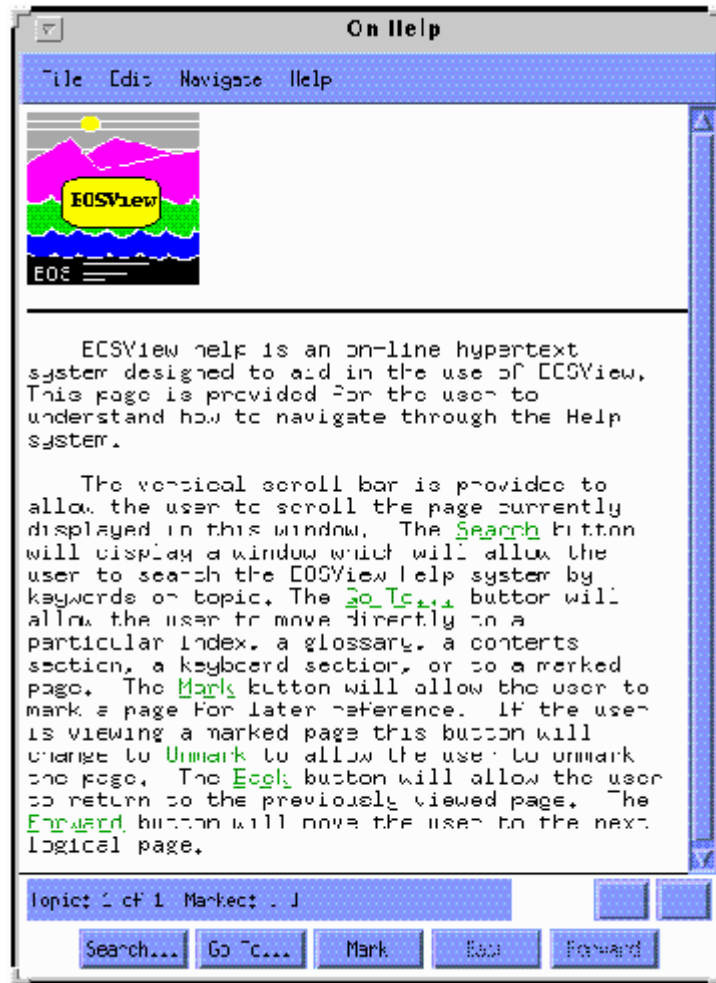 On Help
File Edit Navigate Help
EOSView
EOS
EOSView help is an on-line hypertext
system designed to aid in the use of EOSView.
This page is provided for the user to
understand how to navigate through the Help
system.
The vertical scroll bar is provided to
allow the user to scroll the page currently
displayed in this window. The Search button
will display a window which will allow the
user to search the EOSView Help system by
keywords or topic. The Go To... button will
allow the user to move directly to a
particular index, a glossary, a contents
section, a keyboard section, or to a marked
page. The Mark button will allow the user to
mark a page for later reference. If the user
is viewing a marked page this button will
change to Unmark to allow the user to unmark
the page. The Back button will allow the user
to return to the previously viewed page. The
Forward button will move the user to the next
logical page.
Topic: 1 of 1 Marked:
Search... Go To... Mark Back Forward